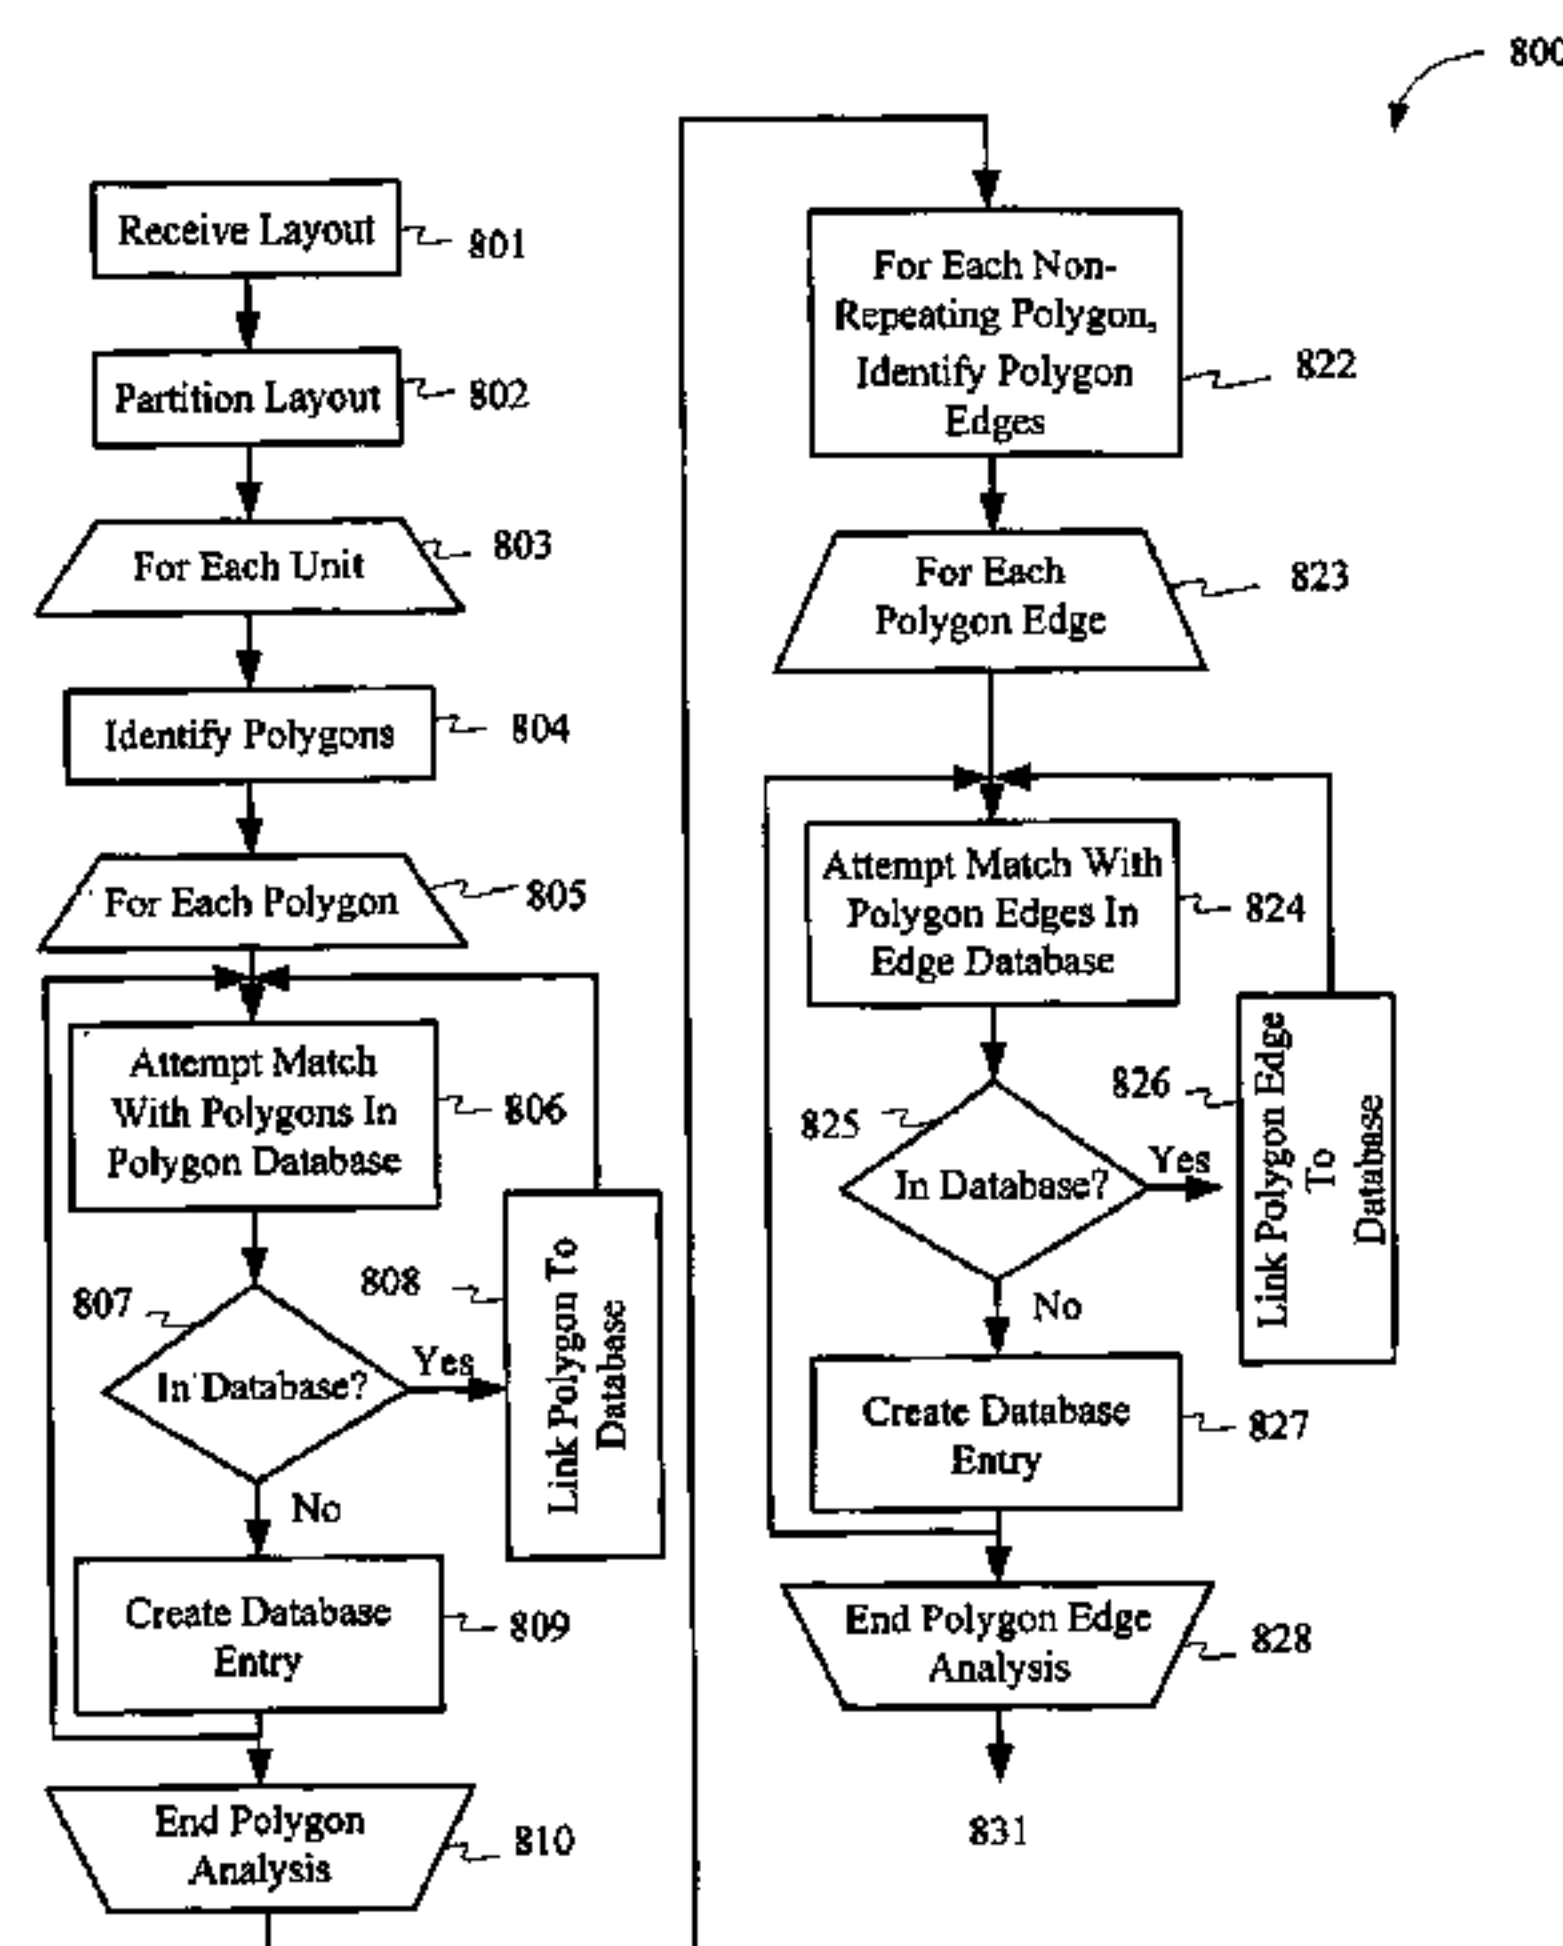 800
Receive Layout
801
Partition Layout
802
For Each Unit
803
Identify Polygons
804
For Each Polygon
805
Attempt Match
With Polygons In
Polygon Database
806
807
In Database?
Yes
808
Link Polygon To
Database
No
Create Database
Entry
809
End Polygon
Analysis
810
For Each Non-
Repeating Polygon,
Identify Polygon
Edges
822
For Each
Polygon Edge
823
Attempt Match With
Polygon Edges In
Edge Database
824
825
In Database?
Yes
826
Link Polygon Edge
To
Database
No
Create Database
Entry
827
End Polygon Edge
Analysis
828
831